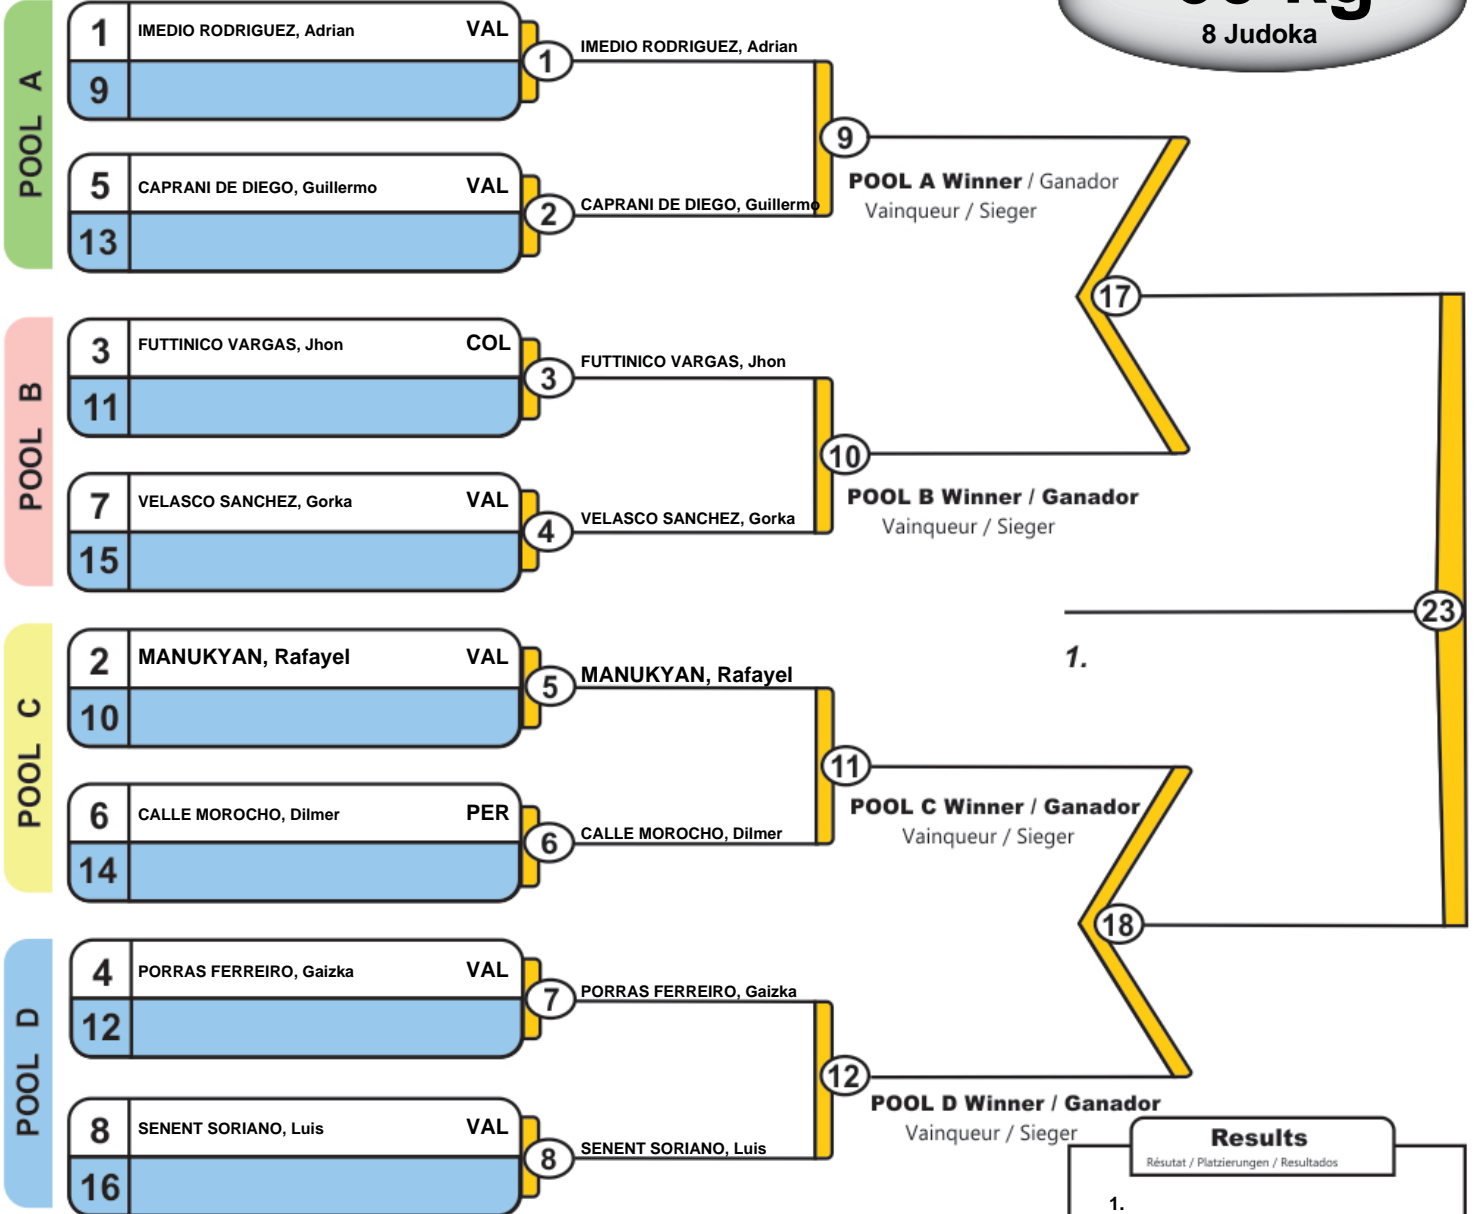 kg
8 Judoka
POOL A
1 IMEDIO RODRIGUEZ, Adrian VAL
9
1
IMEDIO RODRIGUEZ, Adrian
5 CAPRANI DE DIEGO, Guillermo VAL
13
2
CAPRANI DE DIEGO, Guillermo
9
POOL A Winner / Ganador
Vainqueur / Sieger
17
POOL B
3 FUTTINICO VARGAS, Jhon COL
11
3
FUTTINICO VARGAS, Jhon
7 VELASCO SANCHEZ, Gorka VAL
15
4
VELASCO SANCHEZ, Gorka
10
POOL B Winner / Ganador
Vainqueur / Sieger
23
1.
POOL C
2 MANUKYAN, Rafayel VAL
10
5
MANUKYAN, Rafayel
6 CALLE MOROCHO, Dilmer PER
14
6
CALLE MOROCHO, Dilmer
11
POOL C Winner / Ganador
Vainqueur / Sieger
18
POOL D
4 PORRAS FERREIRO, Gaizka VAL
12
7
PORRAS FERREIRO, Gaizka
8 SENENT SORIANO, Luis VAL
16
8
SENENT SORIANO, Luis
12
POOL D Winner / Ganador
Vainqueur / Sieger
Results
Résutat / Platzierungen / Resultados
1.